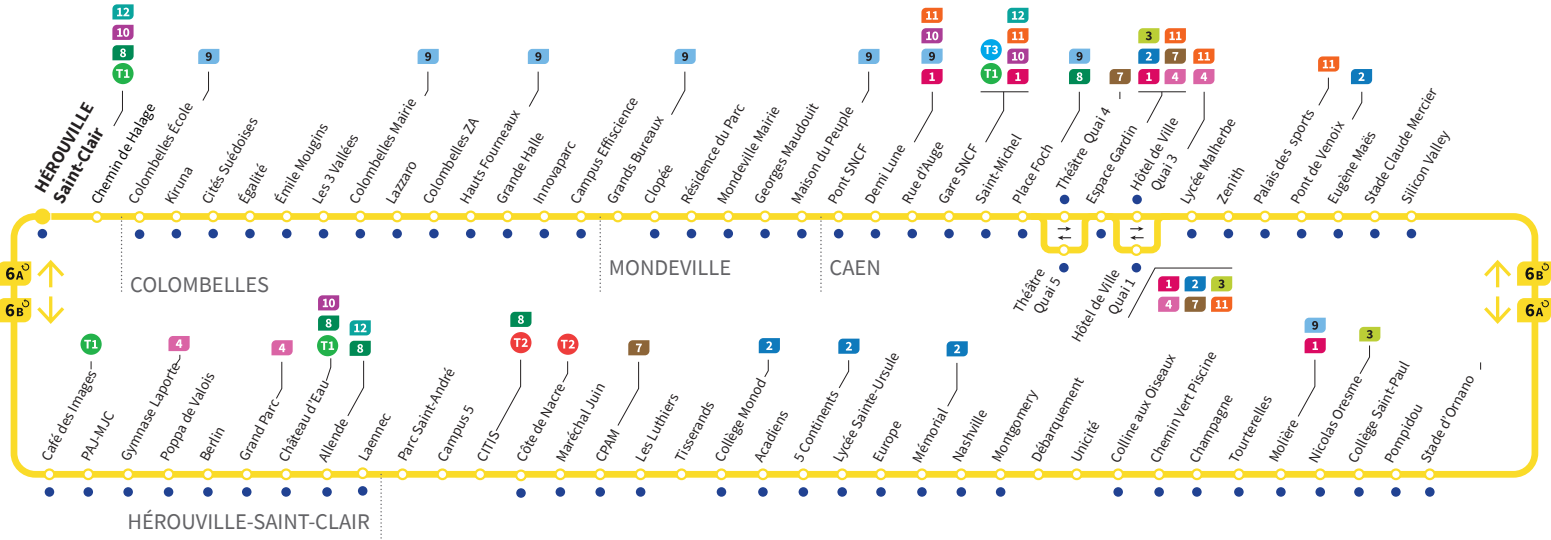 12
10
8
T1
9
9
9
9
9
11
10
9
1
T3
T1
12
11
10
1
9
8
7
3
2
1
11
7
4
11
4
11
2
HÉROUVILLE
Saint-Clair
Chemin de Halage
Colombelles École
Kiruna
Cités Suédoises
Égalité
Émile Mougins
Les 3 Vallées
Colombelles Mairie
Lazzaro
Colombelles ZA
Hauts Fourneaux
Grande Halle
Innovaparc
Campus Effiscience
Grands Bureaux
Clopée
Résidence du Parc
Mondeville Mairie
Georges Maudouit
Maison du Peuple
Pont SNCF
Demi Lune
Rue d'Auge
Gare SNCF
Saint-Michel
Place Foch
Théâtre Quai 4
Espace Gardin
Hôtel de Ville
Quai 3
Lycée Malherbe
Zenith
Palais des sports
Pont de Venoix
Eugène Maës
Stade Claude Mercier
Silicon Valley
COLOMBELLES
MONDEVILLE
CAEN
Théâtre
Quai 5
Hôtel de Ville
Quai 1
1 2 3
4 7 11
6A
6B
6B
6A
T1
4
4
10
8
T1
12
8
8
T2
T2
7
2
2
2
9
1
3
Café des Images
PAJ-MJC
Gymnase Laporte
Poppa de Valois
Berlin
Grand Parc
Château d'Eau
Allende
Laennec
Parc Saint-André
Campus 5
CITIS
Côte de Nacre
Maréchal Juin
CPAM
Les Luthiers
Tisserands
Collège Monod
Acadiens
5 Continents
Lycée Sainte-Ursule
Europe
Mémorial
Nashville
Montgomery
Débarquement
Unicité
Colline aux Oiseaux
Chemin Vert Piscine
Champagne
Tourterelles
Molière
Nicolas Oresme
Collège Saint-Paul
Pompidou
Stade d'Ornano
HÉROUVILLE-SAINT-CLAIR